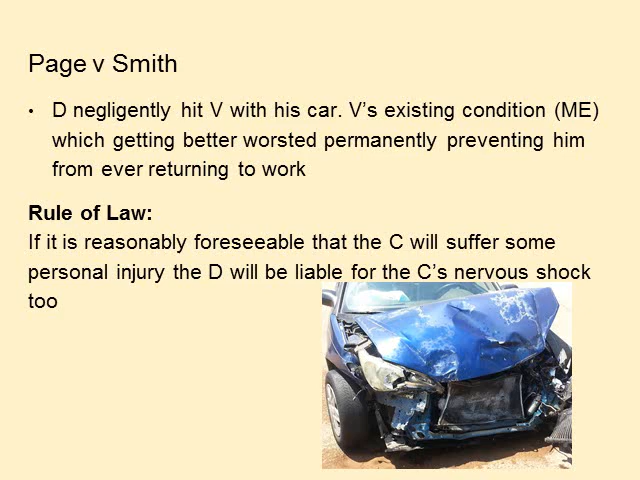 Page v Smith
• D negligently hit V with his car. V's existing condition (ME)
which getting better worsted permanently preventing him
from ever returning to work
Rule of Law:
If it is reasonably foreseeable that the C will suffer some
personal injury the D will be liable for the C's nervous shock
too